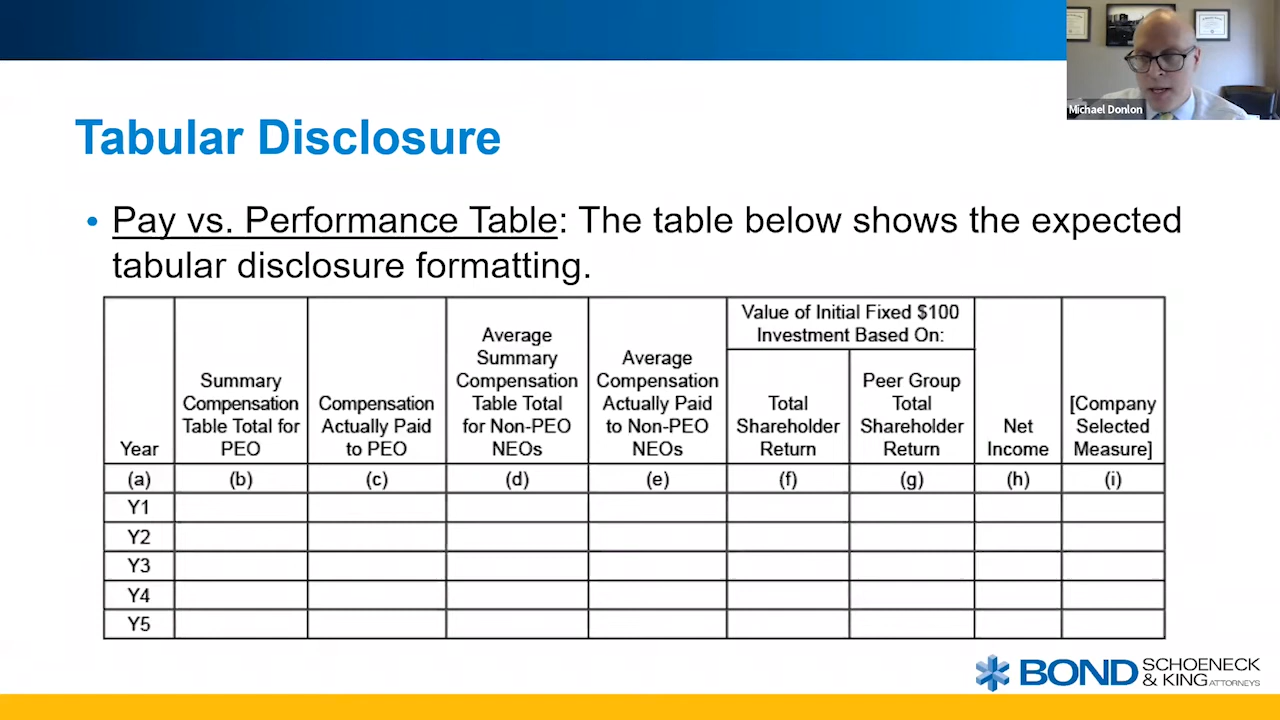 Michael Donlon
Tabular Disclosure
• Pay vs. Performance Table: The table below shows the expected
tabular disclosure formatting.
Year
Summary
Compensation
Table Total for
PEO
Compensation
Actually Paid
to PEO
Average
Summary
Compensation
Table Total
for Non-PEO
NEOs
Average
Compensation
Actually Paid
to Non-PEO
NEOs
Value of Initial Fixed $100
Investment Based On:
Total
Shareholder
Return
Peer Group
Total
Shareholder
Return
Net
Income
[Company
Selected
Measure]
(a) (b) (c) (d) (e) (f) (g) (h) (i)
Y1
Y2
Y3
Y4
Y5
BOND SCHOENECK
& KING ATTORNEYS